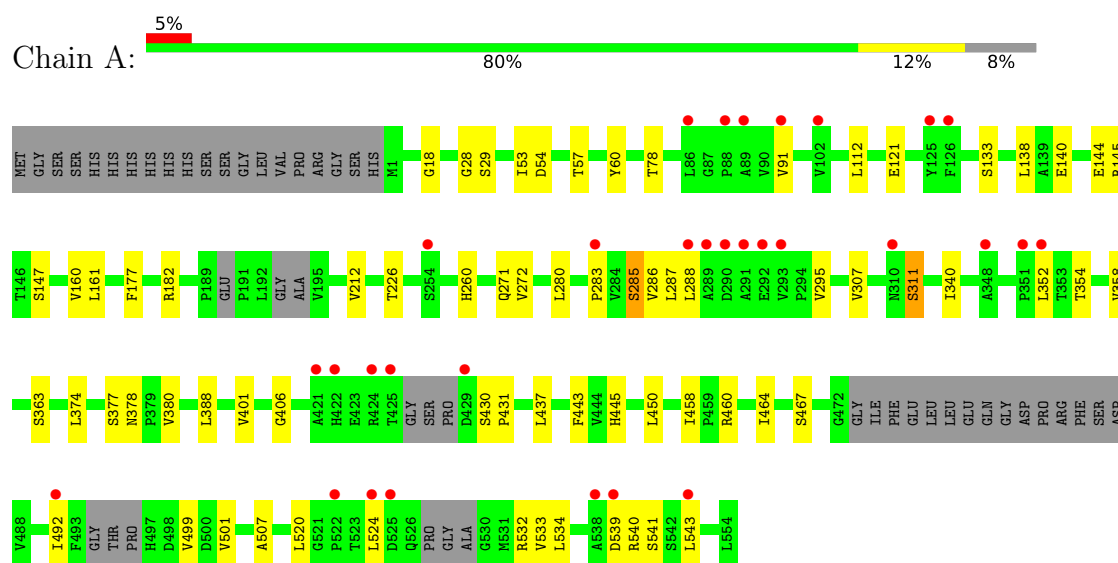 5%
Chain A:
80% 12% 8%
MET GLY SER SER HIS HIS HIS HIS HIS HIS SER SER GLY LEU VAL PRO ARG GLY SER HIS M1 G18 G28 S29 I53 D54 T57 Y60 T78 L86 G87 P88 A89 V90 V91 V102 L112 E121 Y125 F126 S133 L138 A139 E140 E144 R145
T146 S147 V160 L161 F177 R182 P189 GLU P191 L192 GLY ALA V195 V212 T226 S254 H260 Q271 V272 L280 P283 V284 S285 V286 L287 L288 A289 D290 A291 E292 V293 P294 V295 V307 N310 S311 I340 A348 P351 L352 T353 T354 V358
S363 L374 S377 N378 P379 V380 L388 V401 G406 A421 H422 E423 R424 T425 GLY SER PRO D429 S430 P431 L437 F443 V444 H445 L450 I458 P459 R460 I464 S467 G472 GLY ILE PHE GLU LEU LEU GLU GLN GLY ASP PRO ARG PHE SER ASP
V488 I492 F493 GLY THR PRO H497 D498 V499 D500 V501 A507 L520 G521 P522 T523 L524 D525 Q526 PRO GLY ALA G530 M531 R532 V533 L534 A538 D539 R540 S541 S542 L543 L554